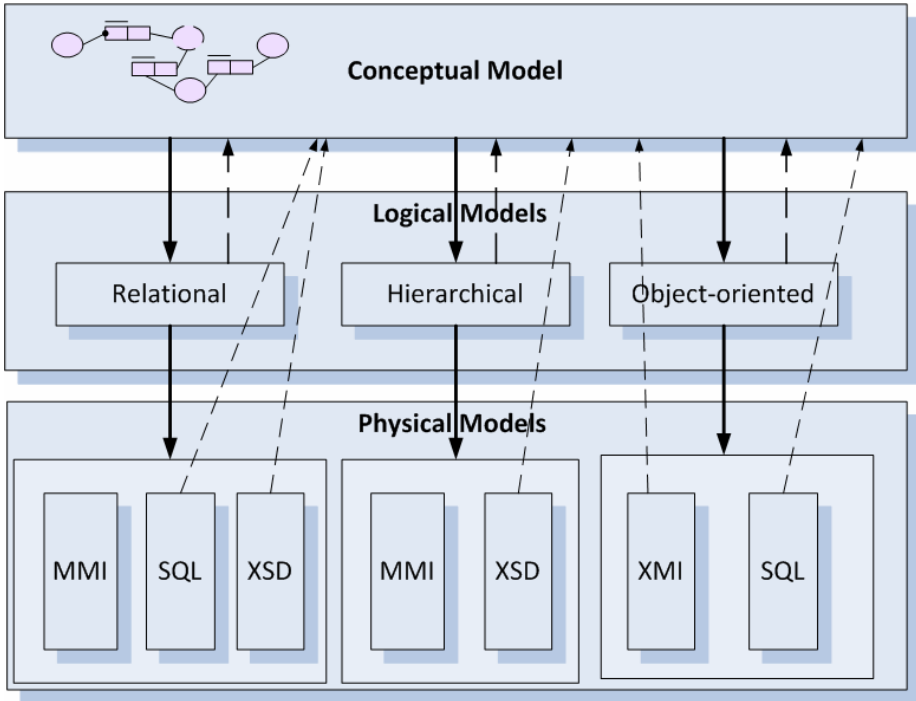 Conceptual Model
Logical Models
Relational
Hierarchical
Object-oriented
Physical Models
MMI
SQL
XSD
MMI
XSD
XMI
SQL